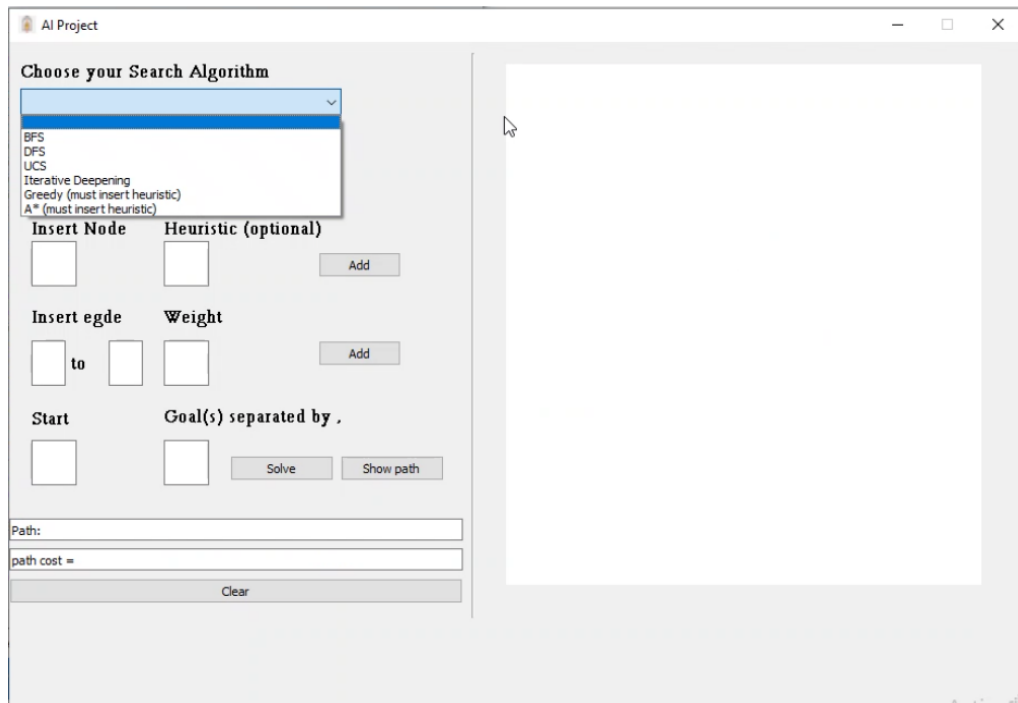 AI Project
Choose your Search Algorithm
BFS
DFS
UCS
Iterative Deepening
Greedy (must insert heuristic)
A* (must insert heuristic)
Insert Node Heuristic (optional)
Add
Insert egde Weight
to Add
Start Goal(s) separated by ,
Solve Show path
Path:
path cost =
Clear